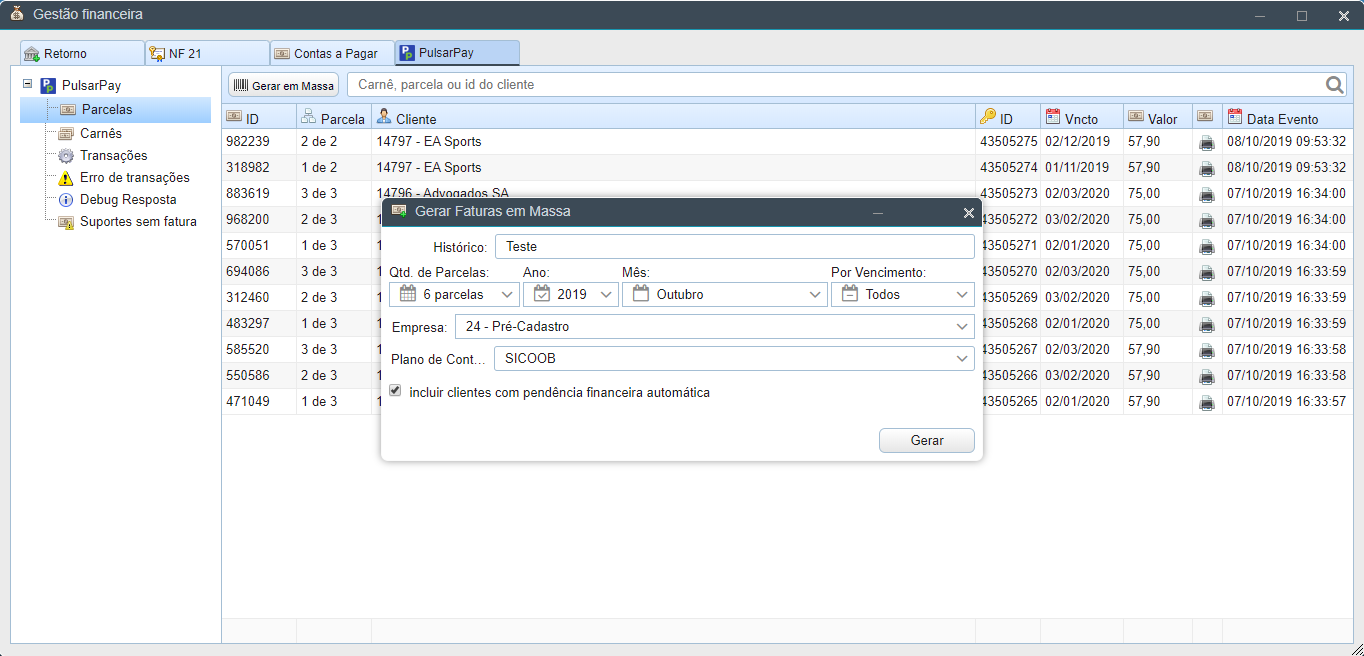 Gestão financeira
Retorno NF 21 Contas a Pagar PulsarPay
PulsarPay
Parcelas
Carnês
Transações
Erro de transações
Debug Resposta
Suportes sem fatura
Gerar em Massa Carnê, parcela ou id do cliente
ID Parcela Cliente ID Vncto Valor Data Evento
982239 2 de 2 14797 - EA Sports 43505275 02/12/2019 57,90 08/10/2019 09:53:32
318982 1 de 2 14797 - EA Sports 43505274 01/11/2019 57,90 08/10/2019 09:53:32
883619 3 de 3 14796 - Advogados SA 43505273 02/03/2020 75,00 07/10/2019 16:34:00
968200 2 de 3 1 43505272 03/02/2020 75,00 07/10/2019 16:34:00
570051 1 de 3 1 43505271 02/01/2020 75,00 07/10/2019 16:34:00
694086 3 de 3 1 43505270 02/03/2020 75,00 07/10/2019 16:33:59
312460 2 de 3 1 43505269 03/02/2020 75,00 07/10/2019 16:33:59
483297 1 de 3 1 43505268 02/01/2020 75,00 07/10/2019 16:33:59
585520 3 de 3 1 43505267 02/03/2020 57,90 07/10/2019 16:33:58
550586 2 de 3 1 43505266 03/02/2020 57,90 07/10/2019 16:33:58
471049 1 de 3 1 43505265 02/01/2020 57,90 07/10/2019 16:33:57
Gerar Faturas em Massa
Histórico: Teste
Qtd. de Parcelas: Ano: Mês: Por Vencimento:
6 parcelas 2019 Outubro Todos
Empresa: 24 - Pré-Cadastro
Plano de Cont... SICOOB
incluir clientes com pendência financeira automática
Gerar